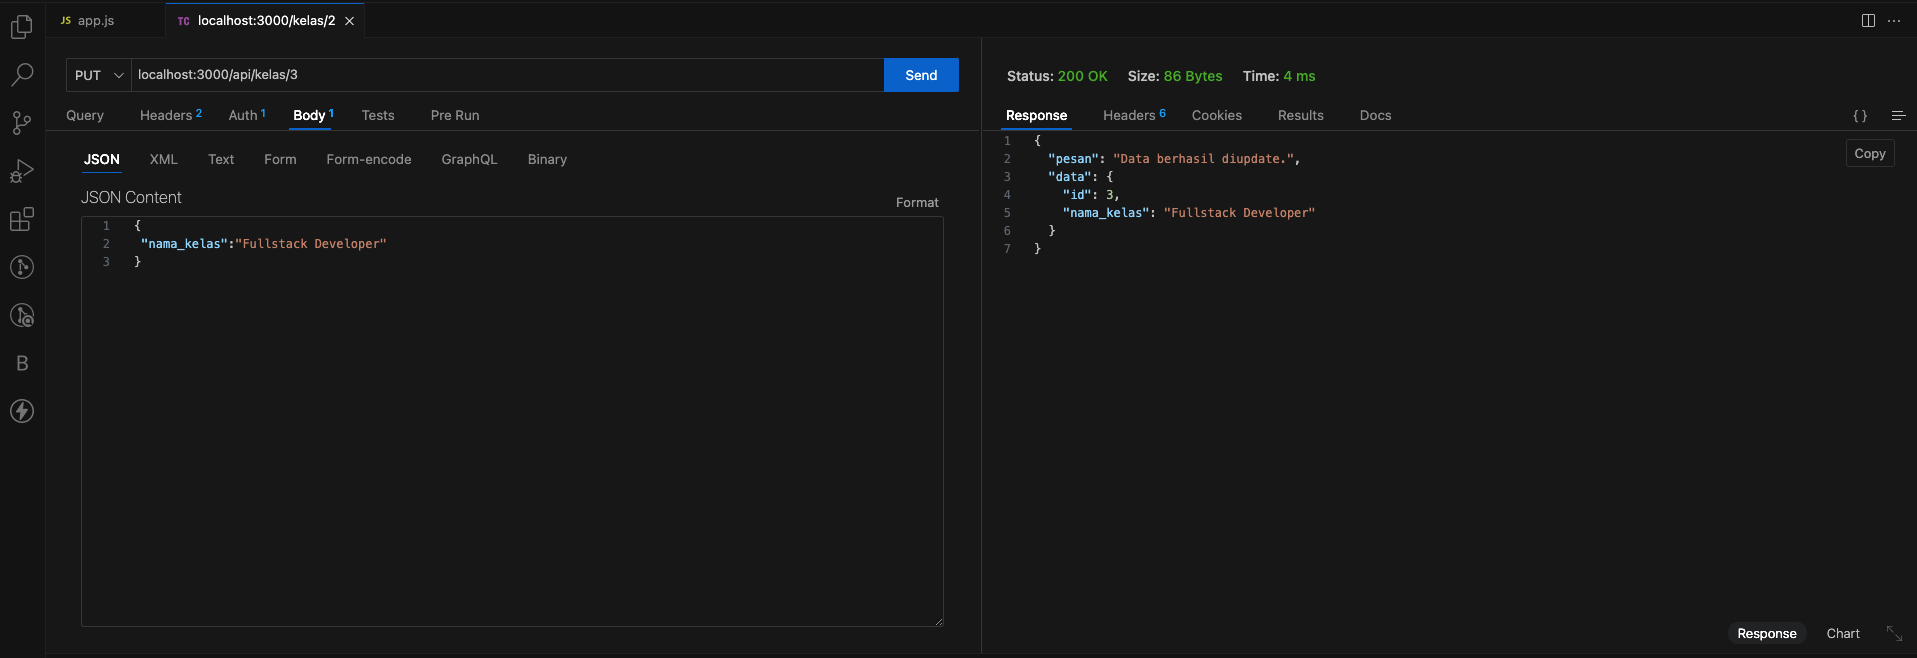 JS app.js
TC localhost:3000/kelas/2
PUT localhost:3000/api/kelas/3 Send
Query Headers 2 Auth 1 Body 1 Tests Pre Run
JSON XML Text Form Form-encode GraphQL Binary
JSON Content
Format
1 {
2 "nama_kelas":"Fullstack Developer"
3 }
B
Status: 200 OK Size: 86 Bytes Time: 4 ms
Response Headers 6 Cookies Results Docs { }
Copy
1 {
2 "pesan": "Data berhasil diupdate.",
3 "data": {
4 "id": 3,
5 "nama_kelas": "Fullstack Developer"
6 }
7 }
Response Chart